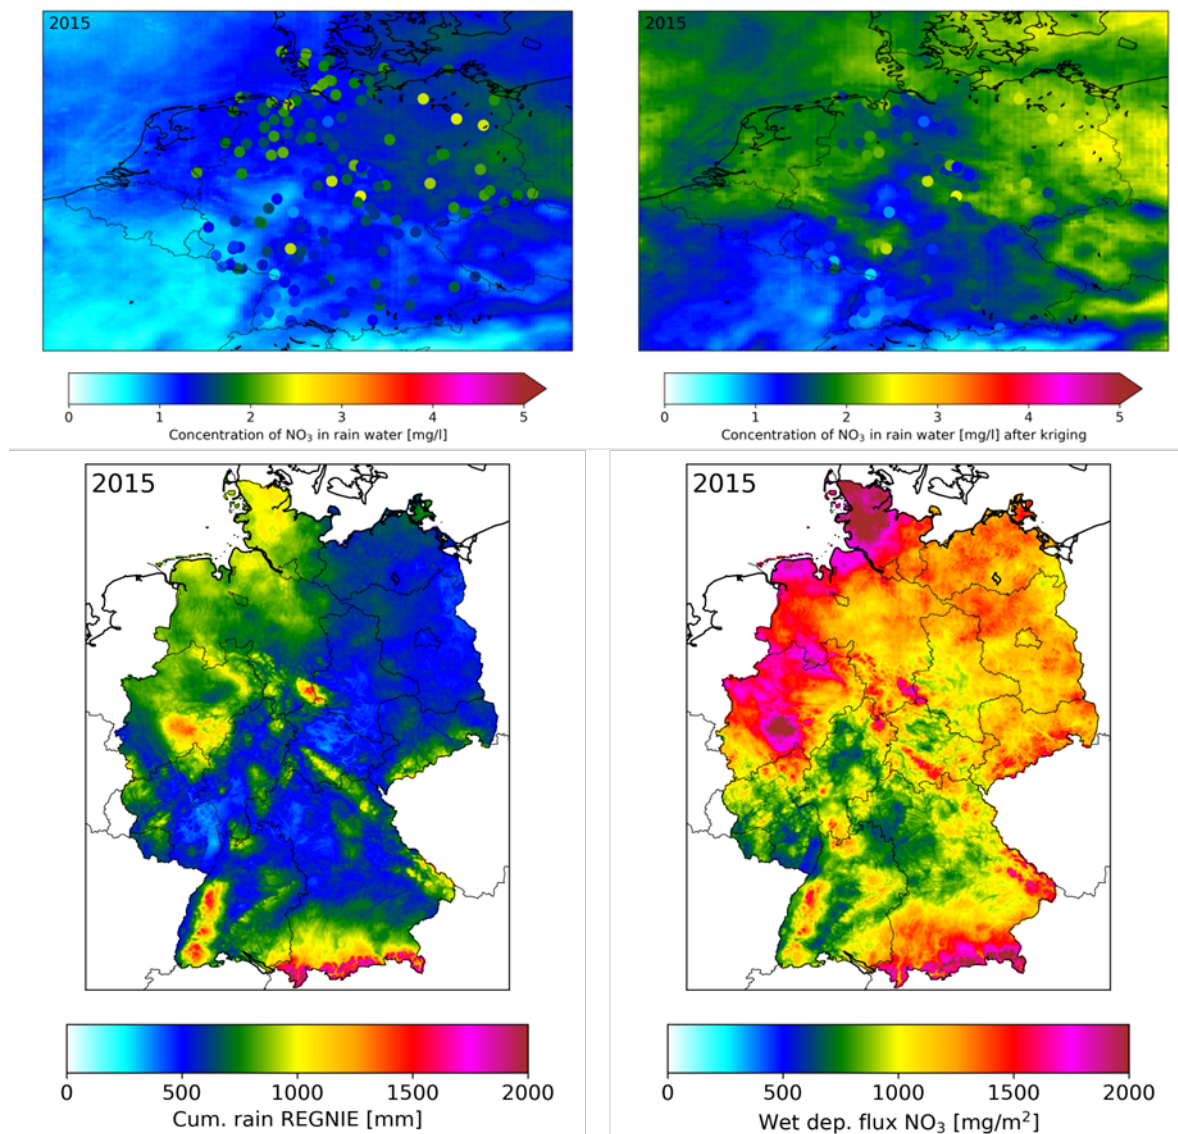 2015
0 1 2 3 4 5
Concentration of NO₃ in rain water [mg/l]
2015
0 1 2 3 4 5
Concentration of NO₃ in rain water [mg/l] after kriging
2015
0 500 1000 1500 2000
Cum. rain REGNIE [mm]
2015
0 500 1000 1500 2000
Wet dep. flux NO₃ [mg/m²]